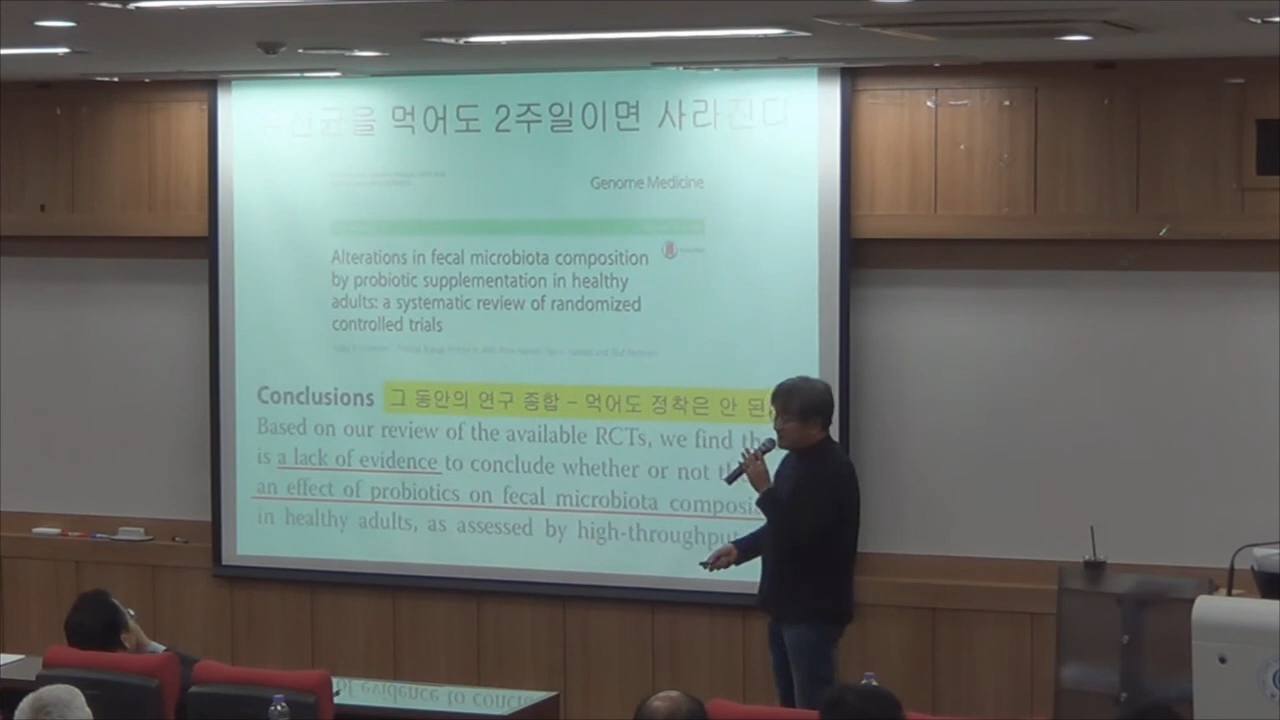 유산균을 먹어도 2주일이면 사라진다
Genome Medicine
Alterations in fecal microbiota composition
by probiotic supplementation in healthy
adults: a systematic review of randomized
controlled trials
Conclusions 그 동안의 연구 종합 – 먹어도 정착은 안 된
Based on our review of the available RCTs, we find th
is a lack of evidence to conclude whether or not th
an effect of probiotics on fecal microbiota composi
in healthy adults, as assessed by high-throughput